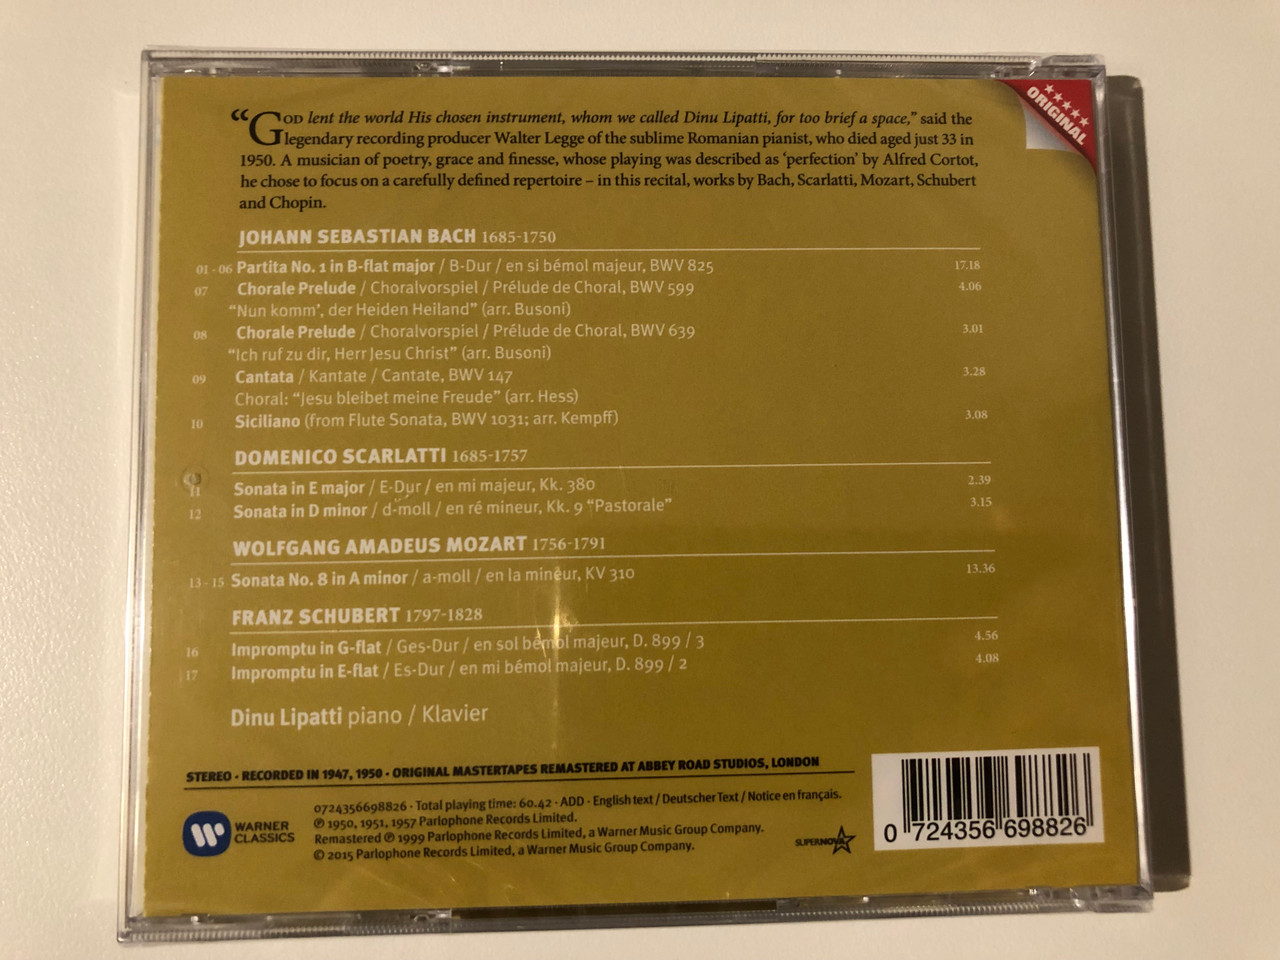 ORIGINAL
“GOD lent the world His chosen instrument, whom we called Dinu Lipatti, for too brief a space,” said the
legendary recording producer Walter Legge of the sublime Romanian pianist, who died aged just 33 in
1950. A musician of poetry, grace and finesse, whose playing was described as ‘perfection’ by Alfred Cortot,
he chose to focus on a carefully defined repertoire – in this recital, works by Bach, Scarlatti, Mozart, Schubert
and Chopin.
JOHANN SEBASTIAN BACH 1685-1750
01 - 06 Partita No. 1 in B-flat major / B-Dur / en si bémol majeur, BWV 825 17.18
07 Chorale Prelude / Choralvorspiel / Prélude de Choral, BWV 599 4.06
“Nun komm’, der Heiden Heiland” (arr. Busoni)
08 Chorale Prelude / Choralvorspiel / Prélude de Choral, BWV 639 3.01
“Ich ruf zu dir, Herr Jesu Christ” (arr. Busoni)
09 Cantata / Kantate / Cantate, BWV 147 3.28
Choral: “Jesu bleibet meine Freude” (arr. Hess)
10 Siciliano (from Flute Sonata, BWV 1031; arr. Kempff) 3.08
DOMENICO SCARLATTI 1685-1757
11 Sonata in E major / E-Dur / en mi majeur, Kk. 380 2.39
12 Sonata in D minor / d-moll / en ré mineur, Kk. 9 “Pastorale” 3.15
WOLFGANG AMADEUS MOZART 1756-1791
13 - 15 Sonata No. 8 in A minor / a-moll / en la mineur, KV 310 13.36
FRANZ SCHUBERT 1797-1828
16 Impromptu in G-flat / Ges-Dur / en sol bémol majeur, D. 899 / 3 4.56
17 Impromptu in E-flat / Es-Dur / en mi bémol majeur, D. 899 / 2 4.08
Dinu Lipatti piano / Klavier
STEREO · RECORDED IN 1947, 1950 · ORIGINAL MASTERTAPES REMASTERED AT ABBEY ROAD STUDIOS, LONDON
WARNER
CLASSICS
0724356698826 · Total playing time: 60.42 · ADD · English text / Deutscher Text / Notice en français.
℗ 1950, 1951, 1957 Parlophone Records Limited.
Remastered ℗ 1999 Parlophone Records Limited, a Warner Music Group Company.
© 2015 Parlophone Records Limited, a Warner Music Group Company.
SUPERNOVA
0 724356 698826